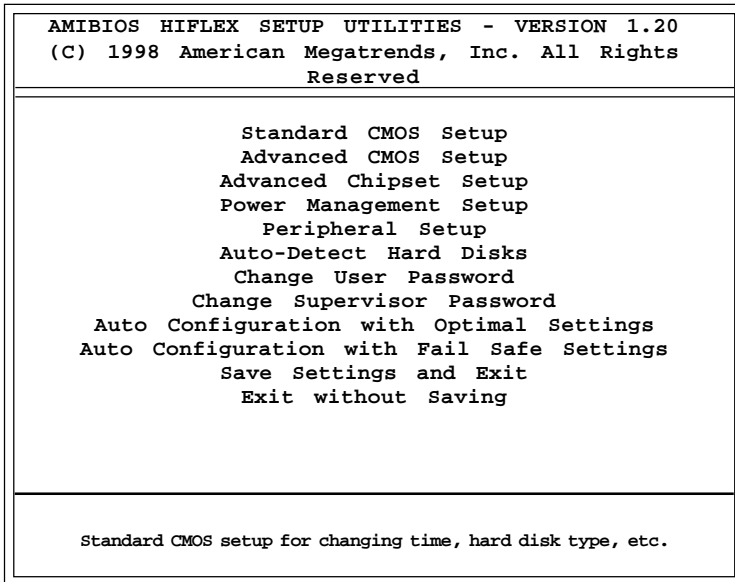 AMIBIOS HIFLEX SETUP UTILITIES - VERSION 1.20
(C) 1998 American Megatrends, Inc. All Rights
Reserved
Standard CMOS Setup
Advanced CMOS Setup
Advanced Chipset Setup
Power Management Setup
Peripheral Setup
Auto-Detect Hard Disks
Change User Password
Change Supervisor Password
Auto Configuration with Optimal Settings
Auto Configuration with Fail Safe Settings
Save Settings and Exit
Exit without Saving
Standard CMOS setup for changing time, hard disk type, etc.